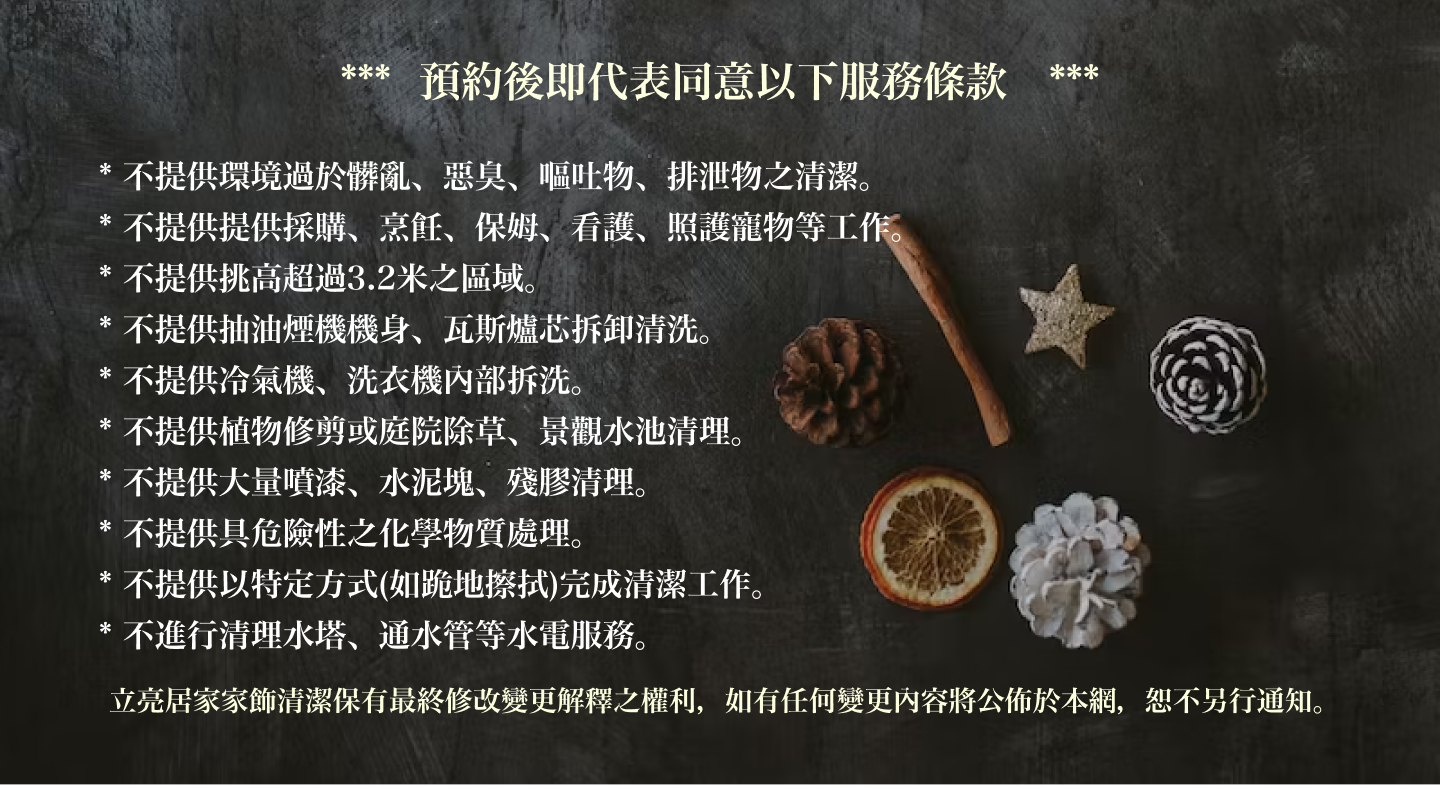 *** 預約後即代表同意以下服務條款 ***
* 不提供環境過於髒亂、惡臭、嘔吐物、排泄物之清潔。
* 不提供提供採購、烹飪、保姆、看護、照護寵物等工作。
* 不提供挑高超過3.2米之區域。
* 不提供抽油煙機機身、瓦斯爐芯拆卸清洗。
* 不提供冷氣機、洗衣機內部拆洗。
* 不提供植物修剪或庭院除草、景觀水池清理。
* 不提供大量噴漆、水泥塊、殘膠清理。
* 不提供具危險性之化學物質處理。
* 不提供以特定方式(如跪地擦拭)完成清潔工作。
* 不進行清理水塔、通水管等水電服務。
立亮居家家飾清潔保有最終修改變更解釋之權利，如有任何變更內容將公佈於本網，恕不另行通知。